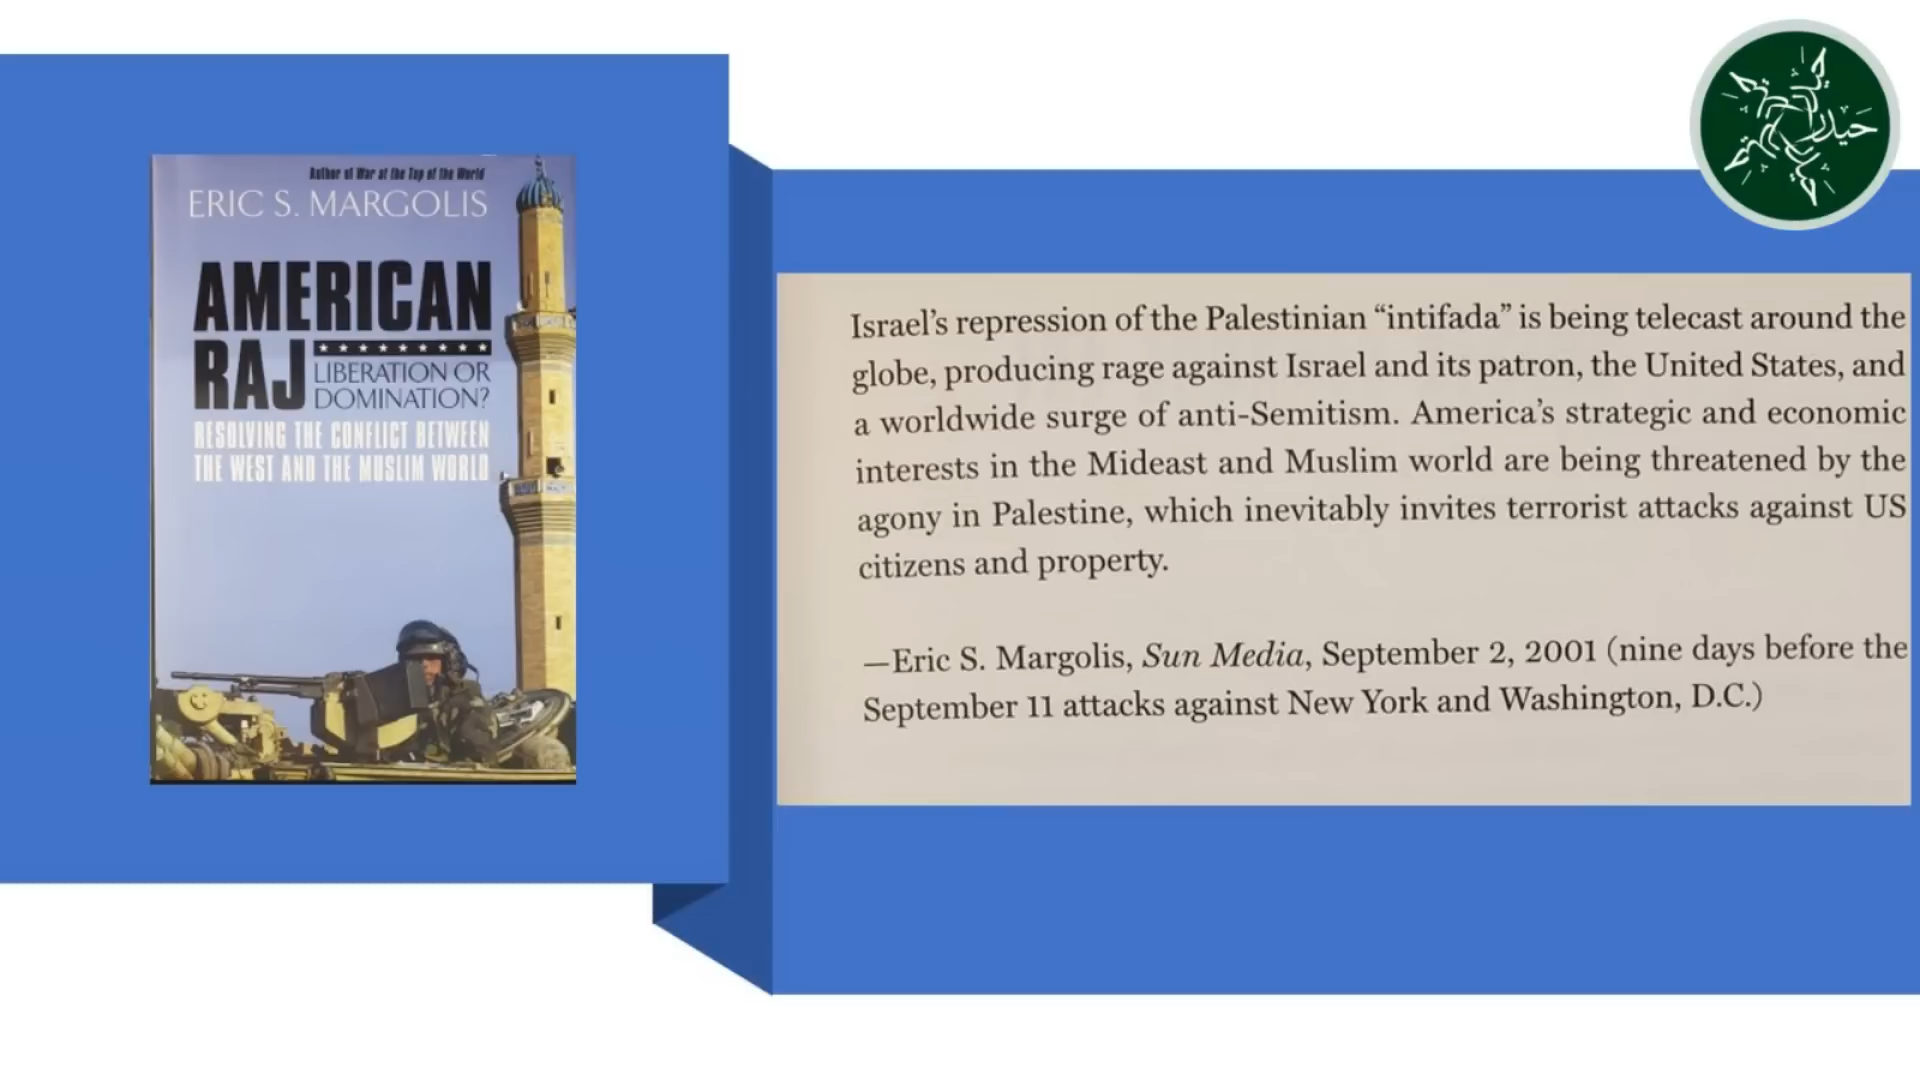 Author of War at the Top of the World
ERIC S. MARGOLIS
AMERICAN
RAJ
LIBERATION OR
DOMINATION?
RESOLVING THE CONFLICT BETWEEN
THE WEST AND THE MUSLIM WORLD
حيدر
Israel’s repression of the Palestinian “intifada” is being telecast around the
globe, producing rage against Israel and its patron, the United States, and
a worldwide surge of anti-Semitism. America’s strategic and economic
interests in the Mideast and Muslim world are being threatened by the
agony in Palestine, which inevitably invites terrorist attacks against US
citizens and property.
—Eric S. Margolis, Sun Media, September 2, 2001 (nine days before the
September 11 attacks against New York and Washington, D.C.)